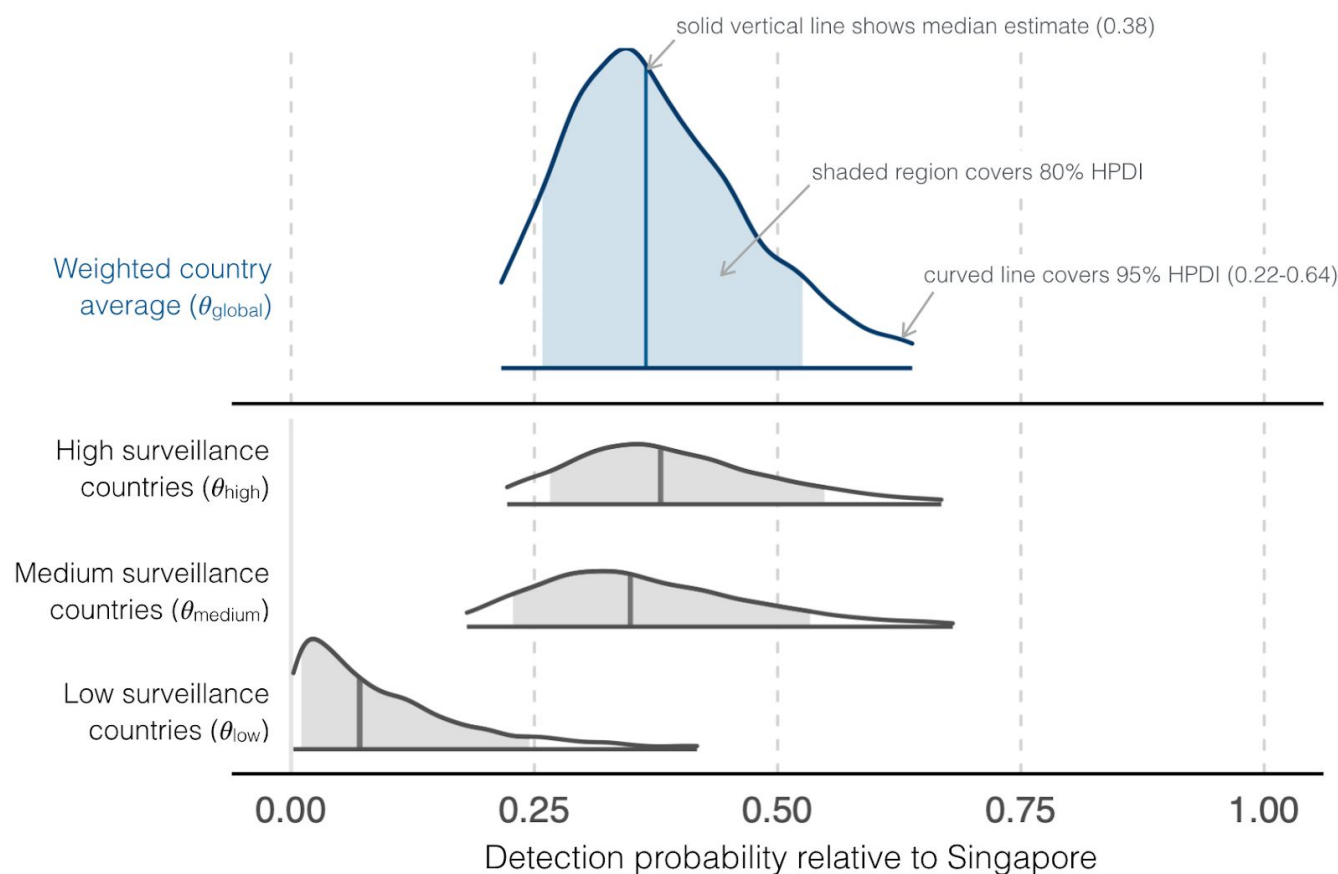 solid vertical line shows median estimate (0.38)
shaded region covers 80% HPDI
Weighted country
average (θglobal)
curved line covers 95% HPDI (0.22-0.64)
High surveillance
countries (θhigh)
Medium surveillance
countries (θmedium)
Low surveillance
countries (θlow)
0.00 0.25 0.50 0.75 1.00
Detection probability relative to Singapore